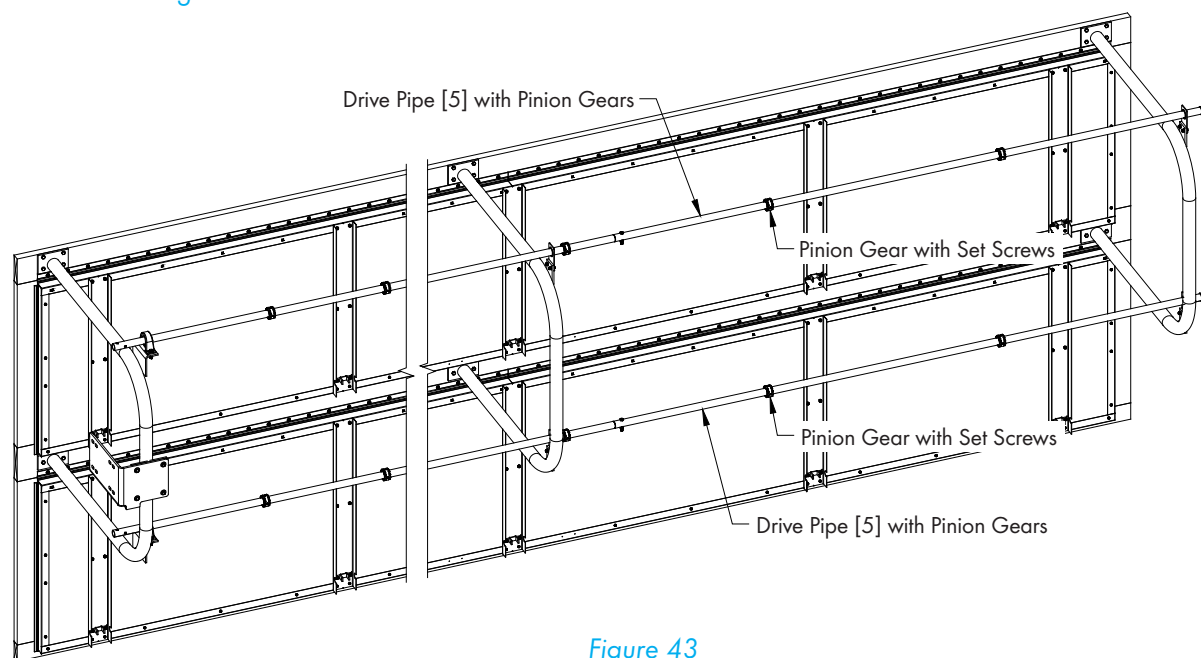 Drive Pipe [5] with Pinion Gears
Pinion Gear with Set Screws
Pinion Gear with Set Screws
Drive Pipe [5] with Pinion Gears
Figure 43